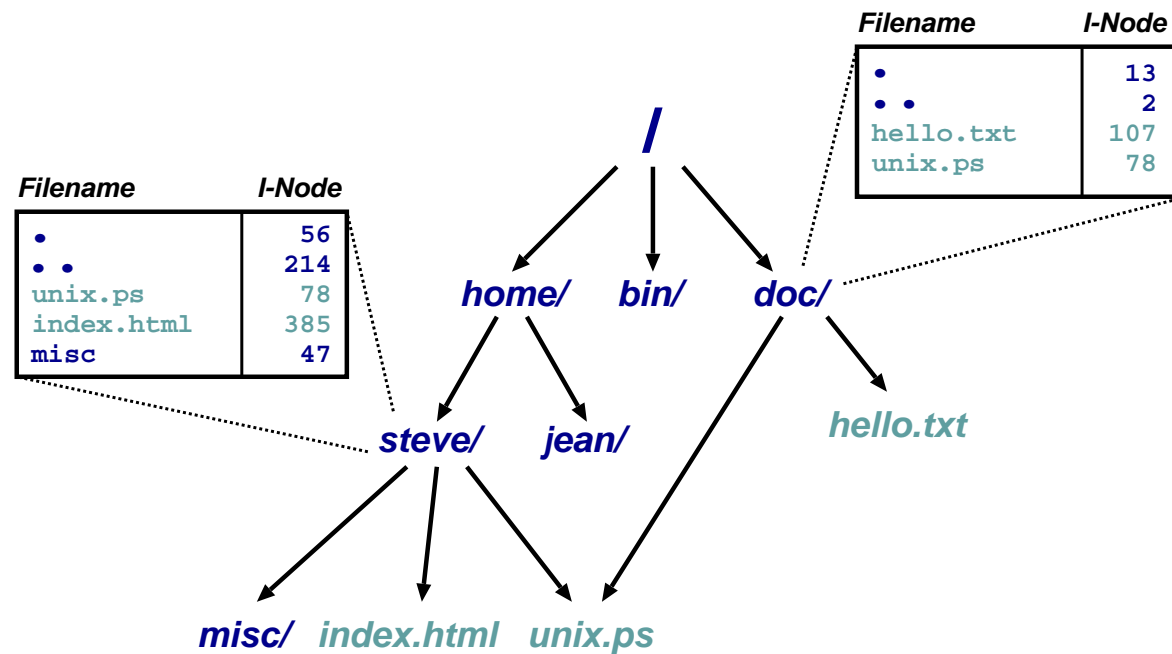 Filename I-Node
. 13
.. 2
hello.txt 107
unix.ps 78
/
Filename I-Node
. 56
.. 214
unix.ps 78
index.html 385
misc 47
home/ bin/ doc/
steve/ jean/ hello.txt
misc/ index.html unix.ps